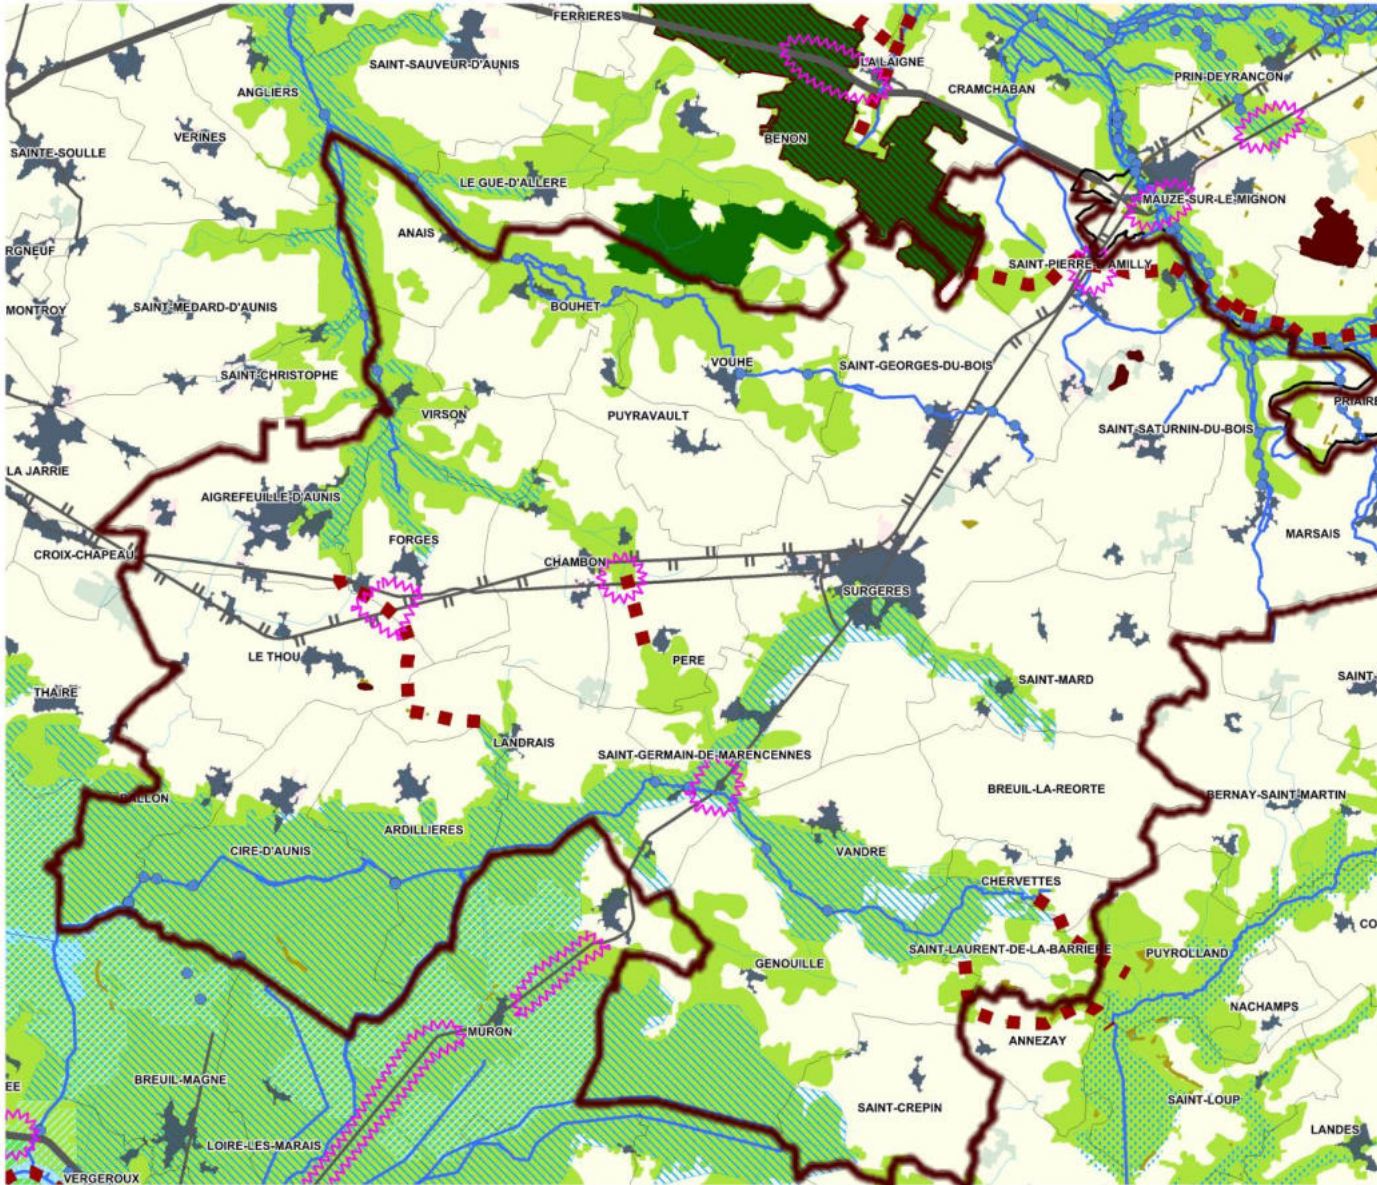 FERRIERES
SAINT-SAUVEUR-D'AUNIS
LA LAIGNE
PRIN-DEYRANCON
ANGLIERS
CRAMCHABAN
VERINES
BENON
SAINTE-SOULLE
LE GUE-D'ALLERE
MAUZE-SUR-LE-MIGNON
ANAIS
RGNEUF
SAINT-PIERRE-D'AMILLY
MONTROY
SAINT-MEDARD-D'AUNIS
BOUHET
VOUHE
SAINT-GEORGES-DU-BOIS
SAINT-CHRISTOPHE
PRIAIRE
VIRSON
PUYRAVAULT
SAINT-SATURNIN-DU-BOIS
LA JARRIE
AIGREFEUILLE-D'AUNIS
MARSAIS
FORGES
CROIX-CHAPEAU
CHAMBON
SURGERES
LE THOU
PERE
SAINT-MARD
SAINT-
THAIRE
LANDRAIS
SAINT-GERMAIN-DE-MARENCENNES
BREUIL-LA-REORTE
BALLON
BERNAY-SAINT-MARTIN
ARDILLIERES
CIRE-D'AUNIS
VANDRE
CHERVETTES
CO
SAINT-LAURENT-DE-LA-BARRIERE
PUYROLLAND
GENOUILLE
NACHAMPS
MURON
ANNEZAY
EE
BREUIL-MAGNE
SAINT-LOUP
SAINT-CREPIN
LANDES
LOIRE-LES-MARAIS
VERGEROUX